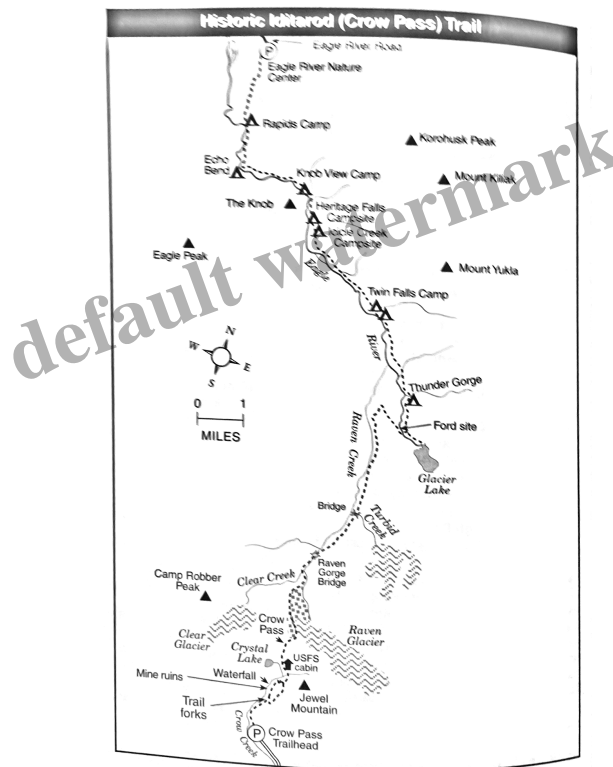 Historic Iditarod (Crow Pass) Trail
Eagle River Road
P
Eagle River Nature
Center
Rapids Camp
Korohusk Peak
Echo
Bend
Knob View Camp
Mount Kiliak
The Knob
Heritage Falls
Campsite
Icicle Creek
Campsite
Eagle Peak
Eagle
Mount Yukla
Twin Falls Camp
River
N
W
E
S
0 1
MILES
Thunder Gorge
Raven Creek
Ford site
Glacier
Lake
Bridge
Turbid
Creek
Raven
Gorge
Bridge
Clear Creek
Camp Robber
Peak
Clear
Glacier
Crow
Pass
Raven
Glacier
Crystal
Lake
USFS
cabin
Mine ruins
Waterfall
Trail
forks
Jewel
Mountain
Crow Creek
P
Crow Pass
Trailhead
default watermark